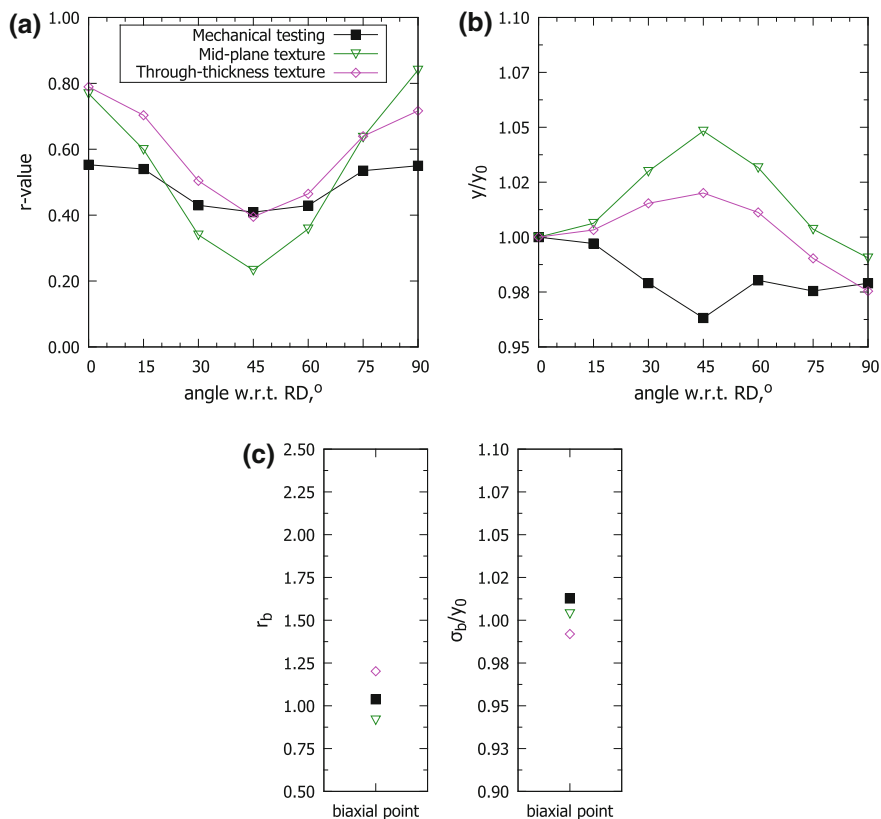 (a)
1.00
0.80
0.60
0.40
0.20
0.00
r-value
Mechanical testing
Mid-plane texture
Through-thickness texture
0 15 30 45 60 75 90
angle w.r.t. RD,°
(b)
1.10
1.07
1.05
1.02
1.00
0.98
0.95
y/y0
0 15 30 45 60 75 90
angle w.r.t. RD,°
(c)
2.50
2.25
2.00
1.75
1.50
1.25
1.00
0.75
0.50
rb
biaxial point
1.10
1.07
1.05
1.02
1.00
0.98
0.95
0.93
0.90
σb/y0
biaxial point